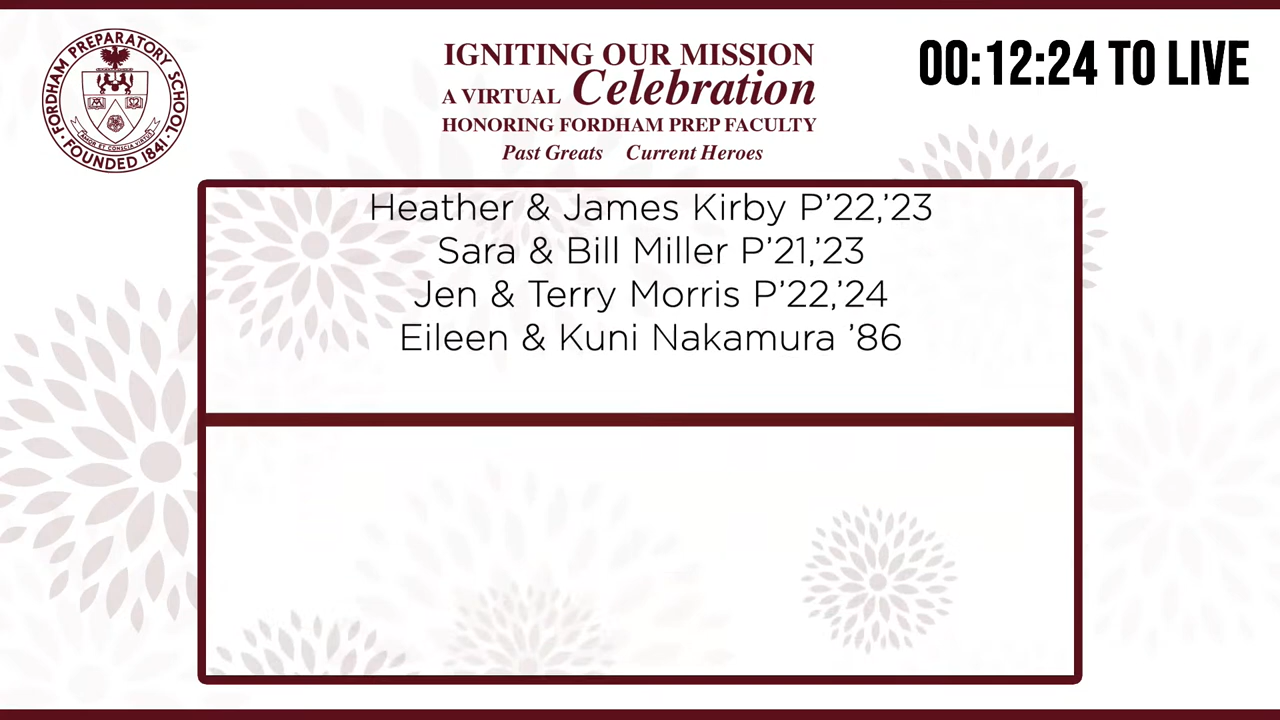 FORDHAM PREPARATORY SCHOOL
· FOUNDED 1841 ·
IGNITING OUR MISSION
A VIRTUAL Celebration
HONORING FORDHAM PREP FACULTY
Past Greats Current Heroes
00:12:24 TO LIVE
Heather & James Kirby P’22,’23
Sara & Bill Miller P’21,’23
Jen & Terry Morris P’22,’24
Eileen & Kuni Nakamura ’86